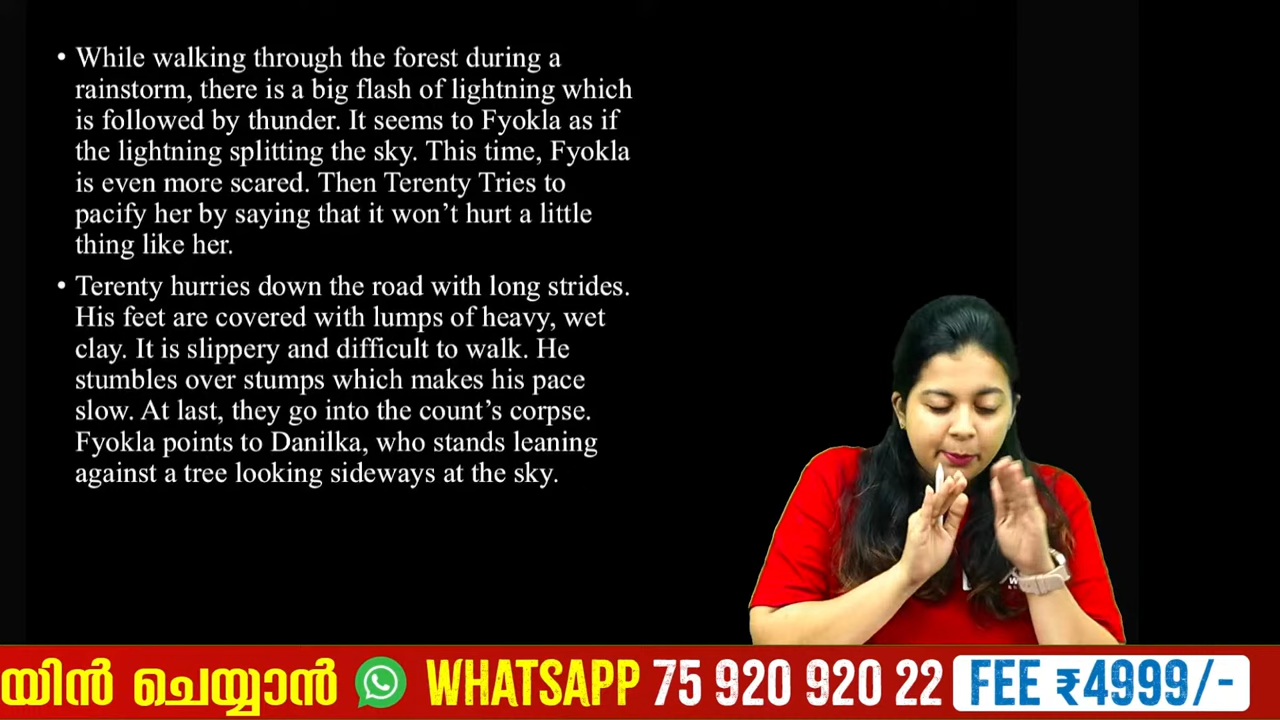 • While walking through the forest during a
rainstorm, there is a big flash of lightning which
is followed by thunder. It seems to Fyokla as if
the lightning splitting the sky. This time, Fyokla
is even more scared. Then Terenty Tries to
pacify her by saying that it won’t hurt a little
thing like her.
• Terenty hurries down the road with long strides.
His feet are covered with lumps of heavy, wet
clay. It is slippery and difficult to walk. He
stumbles over stumps which makes his pace
slow. At last, they go into the count’s corpse.
Fyokla points to Danilka, who stands leaning
against a tree looking sideways at the sky.
യിൻ ചെയ്യാൻ WHATSAPP 75 920 920 22 FEE ₹4999/-